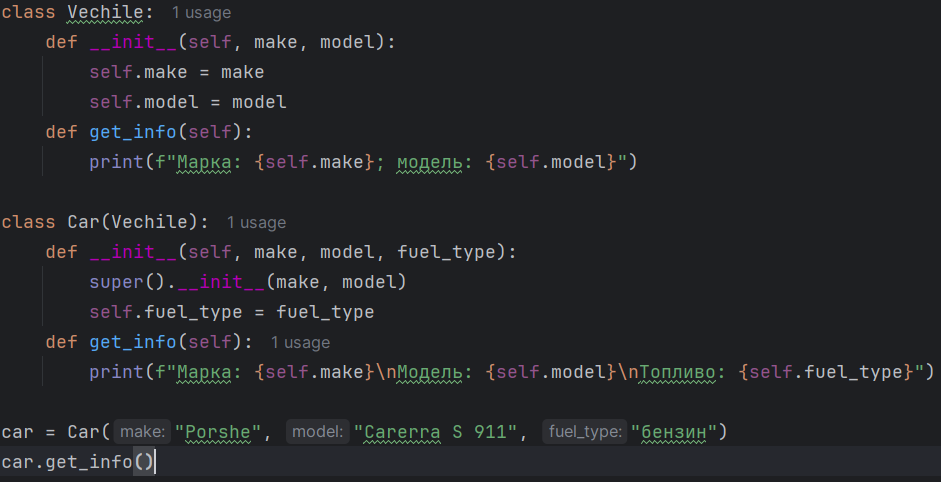 class Vechile: 1 usage
    def __init__(self, make, model):
        self.make = make
        self.model = model
    def get_info(self):
        print(f"Марка: {self.make}; модель: {self.model}")
class Car(Vechile): 1 usage
    def __init__(self, make, model, fuel_type):
        super().__init__(make, model)
        self.fuel_type = fuel_type
    def get_info(self): 1 usage
        print(f"Марка: {self.make}\nМодель: {self.model}\nТопливо: {self.fuel_type}")
car = Car( make: "Porshe", model: "Carerra S 911", fuel_type: "бензин")
car.get_info()